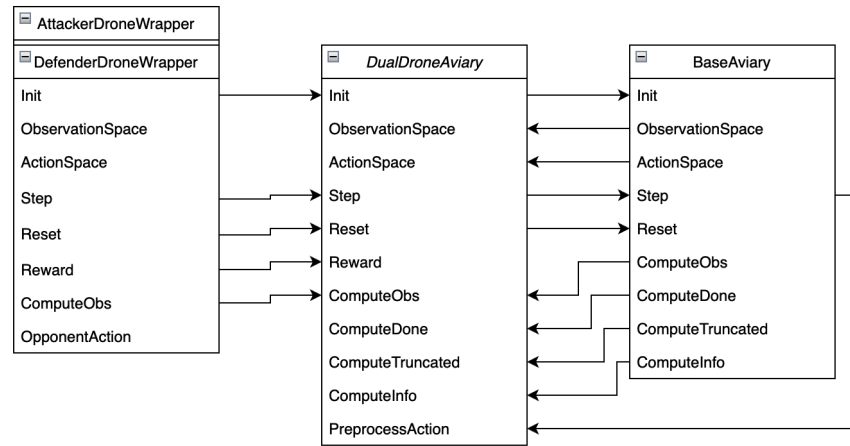 AttackerDroneWrapper
DefenderDroneWrapper
Init
ObservationSpace
ActionSpace
Step
Reset
Reward
ComputeObs
OpponentAction
DualDroneAviary
Init
ObservationSpace
ActionSpace
Step
Reset
Reward
ComputeObs
ComputeDone
ComputeTruncated
ComputeInfo
PreprocessAction
BaseAviary
Init
ObservationSpace
ActionSpace
Step
Reset
ComputeObs
ComputeDone
ComputeTruncated
ComputeInfo